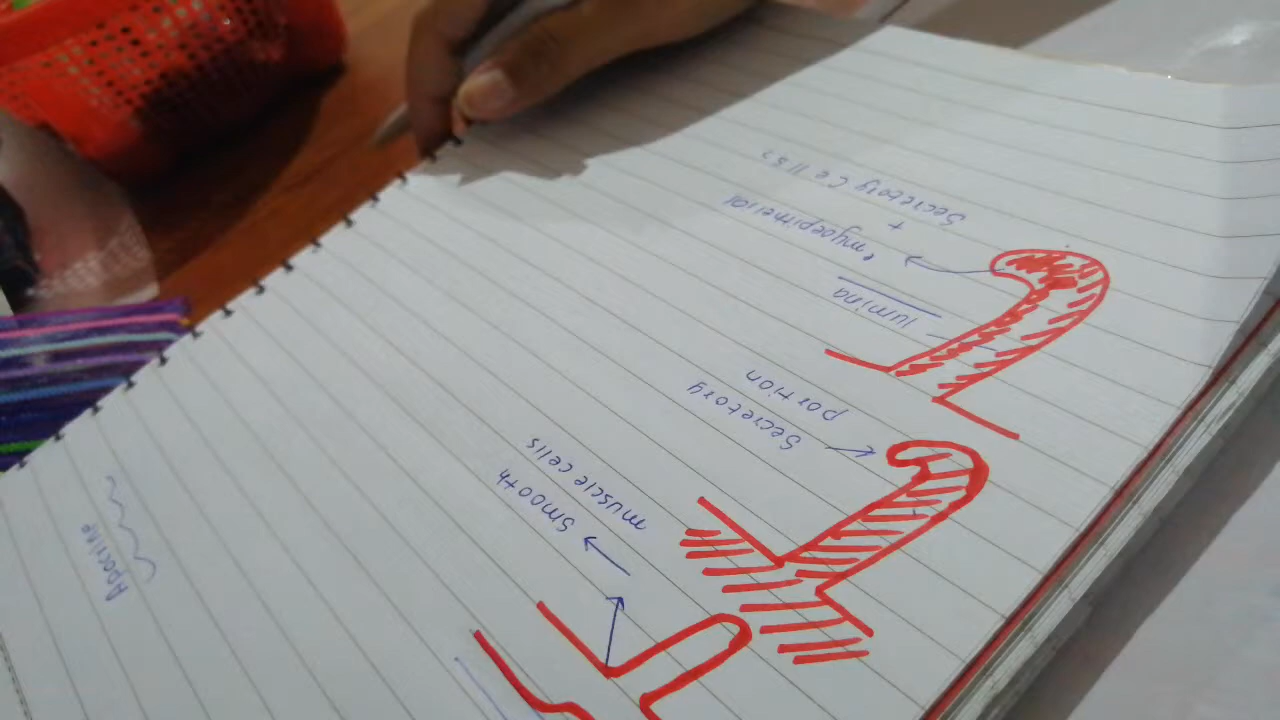 Apocrine
→ smooth
muscle cells
Secretory
portion
lumina
• myoepithelial
+
Secretory Cells